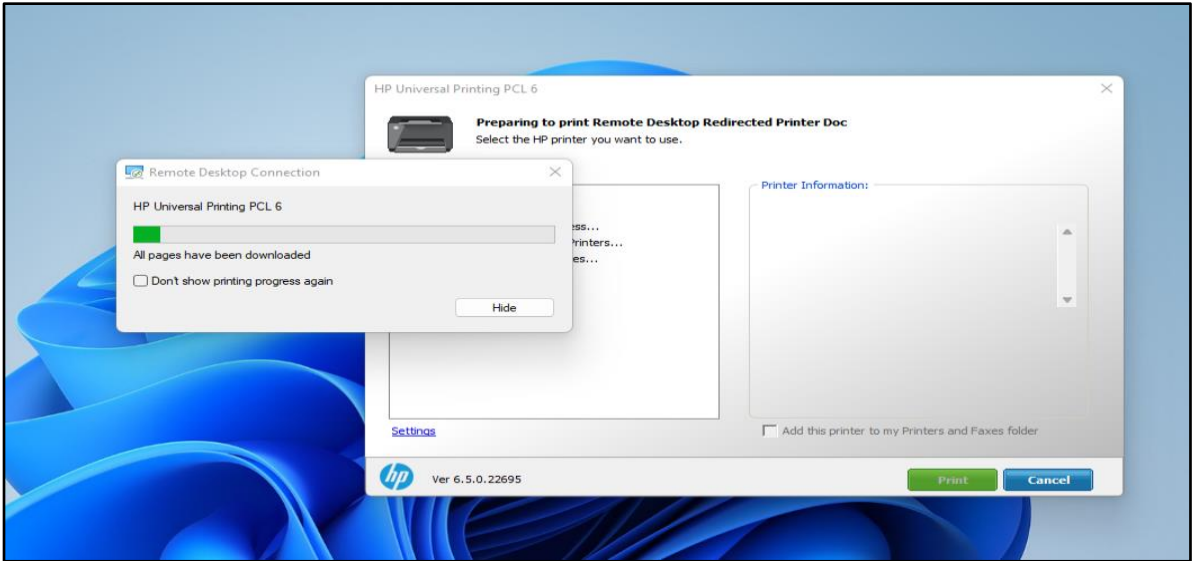 HP Universal Printing PCL 6
Preparing to print Remote Desktop Redirected Printer Doc
Select the HP printer you want to use.
Remote Desktop Connection
HP Universal Printing PCL 6
All pages have been downloaded
Don't show printing progress again
Hide
Printer Information:
Settings
Add this printer to my Printers and Faxes folder
hp
Ver 6.5.0.22695
Print
Cancel